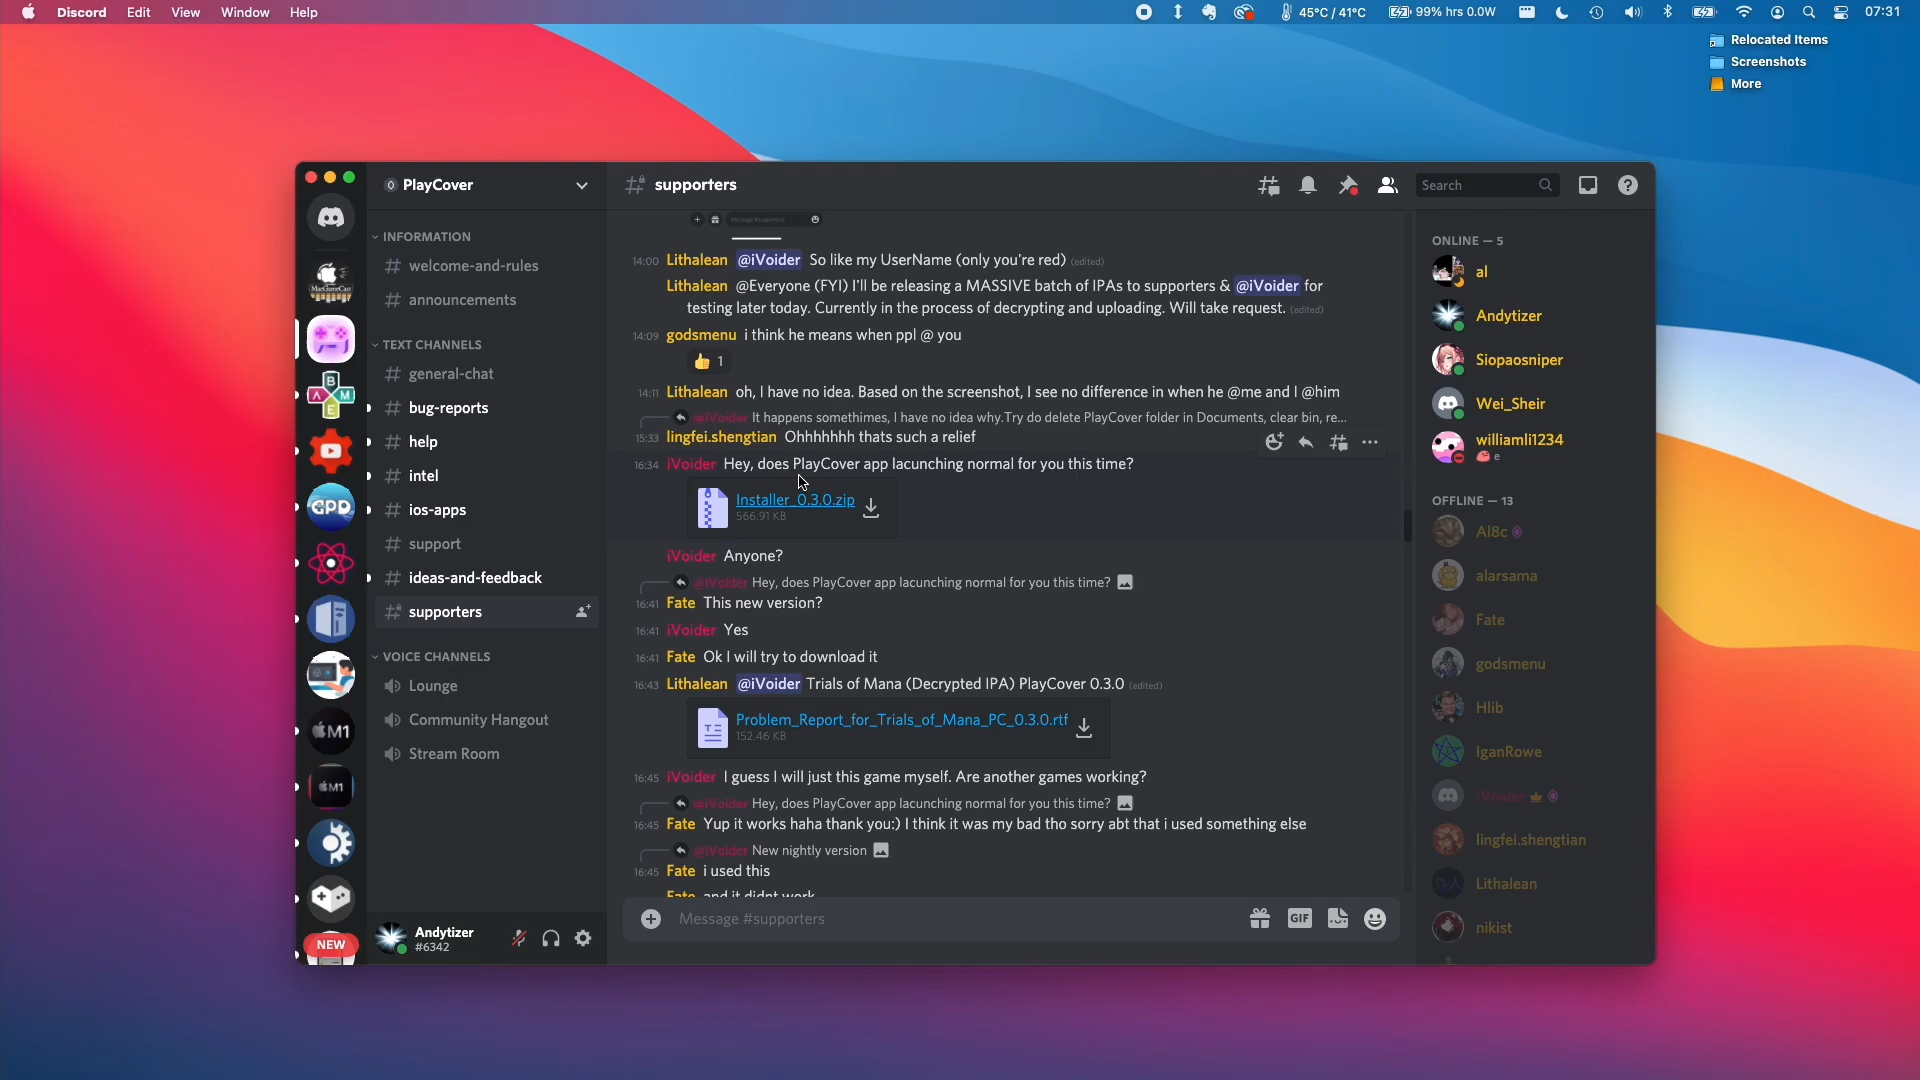 Discord Edit View Window Help
45°C / 41°C 99% hrs 0.0W 07:31
Relocated Items
Screenshots
More
PlayCover
INFORMATION
welcome-and-rules
announcements
TEXT CHANNELS
general-chat
bug-reports
help
intel
ios-apps
support
ideas-and-feedback
supporters
VOICE CHANNELS
Lounge
Community Hangout
Stream Room
NEW
Andytizer
#6342
supporters
Search
Message #supporters
14:00 Lithalean @iVoider So like my UserName (only you're red) (edited)
Lithalean @Everyone (FYI) I'll be releasing a MASSIVE batch of IPAs to supporters & @iVoider for
testing later today. Currently in the process of decrypting and uploading. Will take request. (edited)
14:09 godsmenu i think he means when ppl @ you
1
14:11 Lithalean oh, I have no idea. Based on the screenshot, I see no difference in when he @me and I @him
@iVoider It happens somethimes, I have no idea why.Try do delete PlayCover folder in Documents, clear bin, re...
15:33 lingfei.shengtian Ohhhhhhh thats such a relief
16:34 iVoider Hey, does PlayCover app lacunching normal for you this time?
Installer_0.3.0.zip
566.91 KB
iVoider Anyone?
@iVoider Hey, does PlayCover app lacunching normal for you this time?
16:41 Fate This new version?
16:41 iVoider Yes
16:41 Fate Ok I will try to download it
16:43 Lithalean @iVoider Trials of Mana (Decrypted IPA) PlayCover 0.3.0 (edited)
Problem_Report_for_Trials_of_Mana_PC_0.3.0.rtf
152.46 KB
16:45 iVoider I guess I will just this game myself. Are another games working?
@iVoider Hey, does PlayCover app lacunching normal for you this time?
16:45 Fate Yup it works haha thank you:) I think it was my bad tho sorry abt that i used something else
@iVoider New nightly version
16:45 Fate i used this
Fate and it didnt work
Message #supporters
GIF
ONLINE — 5
al
Andytizer
Siopaosniper
Wei_Sheir
williamli1234
e
OFFLINE — 13
Al8c
alarsama
Fate
godsmenu
Hlib
IganRowe
iVoider
lingfei.shengtian
Lithalean
nikist
MacGameCast
B
A M
E
GPD
M1
M1